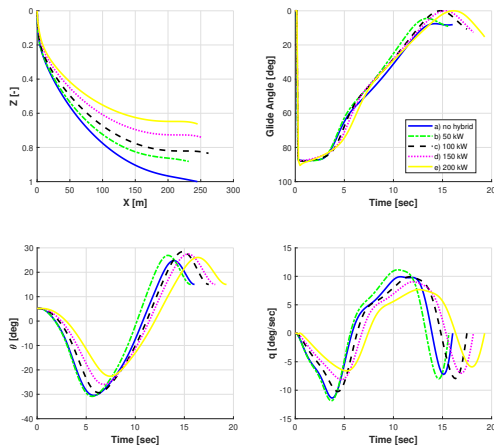 0
0.2
0.4
0.6
0.8
1
Z [-]
0 50 100 150 200 250 300
X [m]
0
20
40
60
80
100
Glide Angle [deg]
a) no hybrid
b) 50 kW
c) 100 kW
d) 150 kW
e) 200 kW
0 5 10 15 20
Time [sec]
30
20
10
0
-10
-20
-30
-40
[deg]
0 5 10 15 20
Time [sec]
15
10
5
0
-5
-10
-15
q [deg/sec]
0 5 10 15 20
Time [sec]